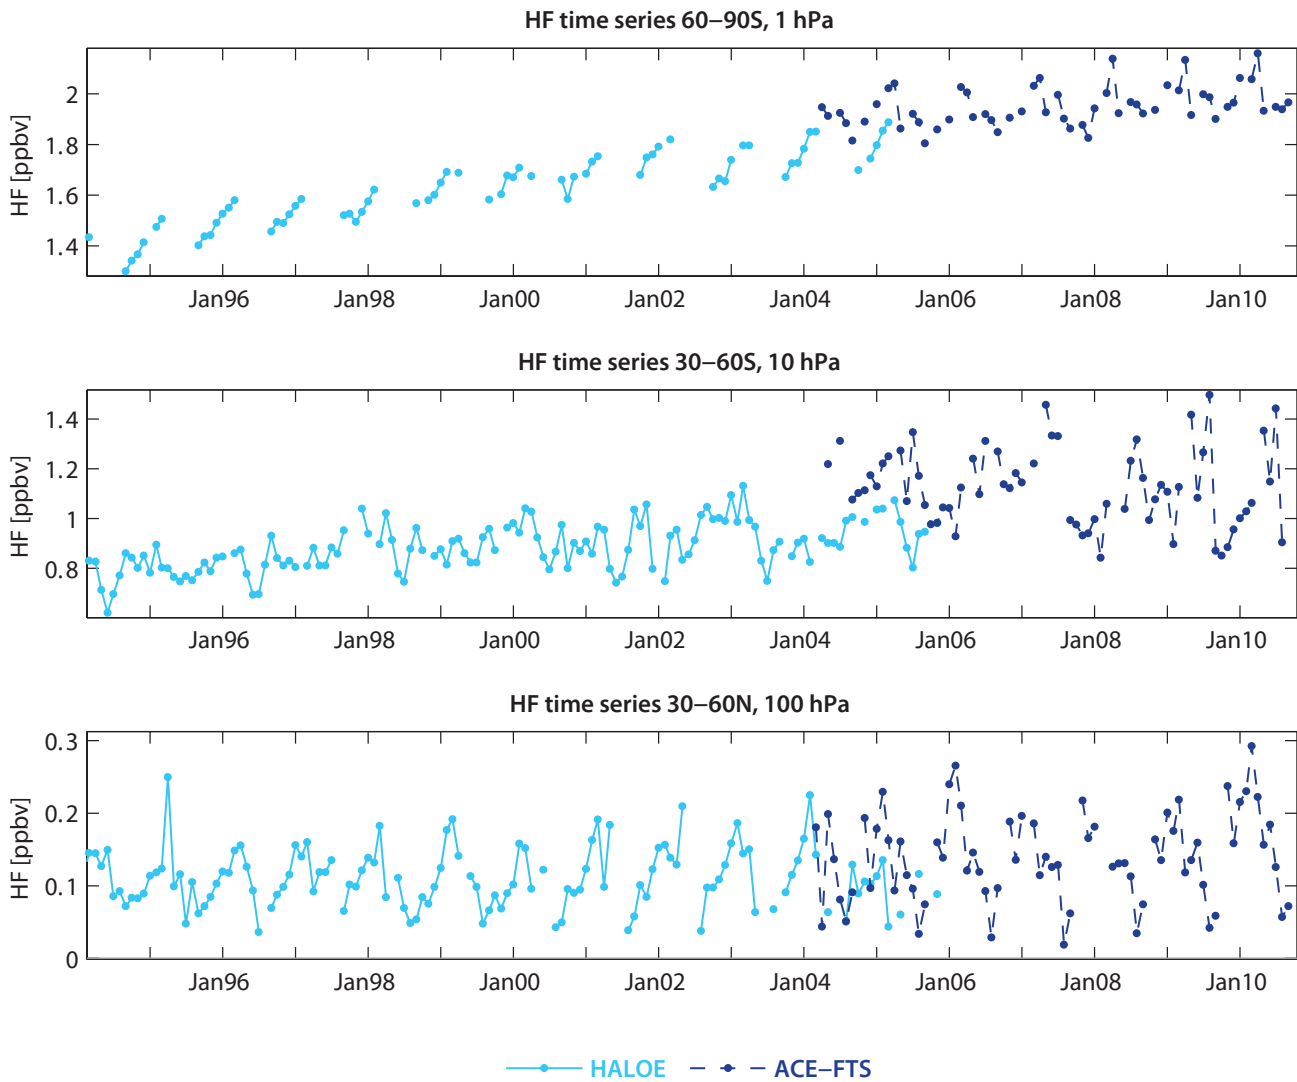 HF time series 60–90S, 1 hPa
HF [ppbv]
2
1.8
1.6
1.4
Jan96 Jan98 Jan00 Jan02 Jan04 Jan06 Jan08 Jan10
HF time series 30–60S, 10 hPa
HF [ppbv]
1.4
1.2
1
0.8
Jan96 Jan98 Jan00 Jan02 Jan04 Jan06 Jan08 Jan10
HF time series 30–60N, 100 hPa
HF [ppbv]
0.3
0.2
0.1
0
Jan96 Jan98 Jan00 Jan02 Jan04 Jan06 Jan08 Jan10
HALOE ACE–FTS